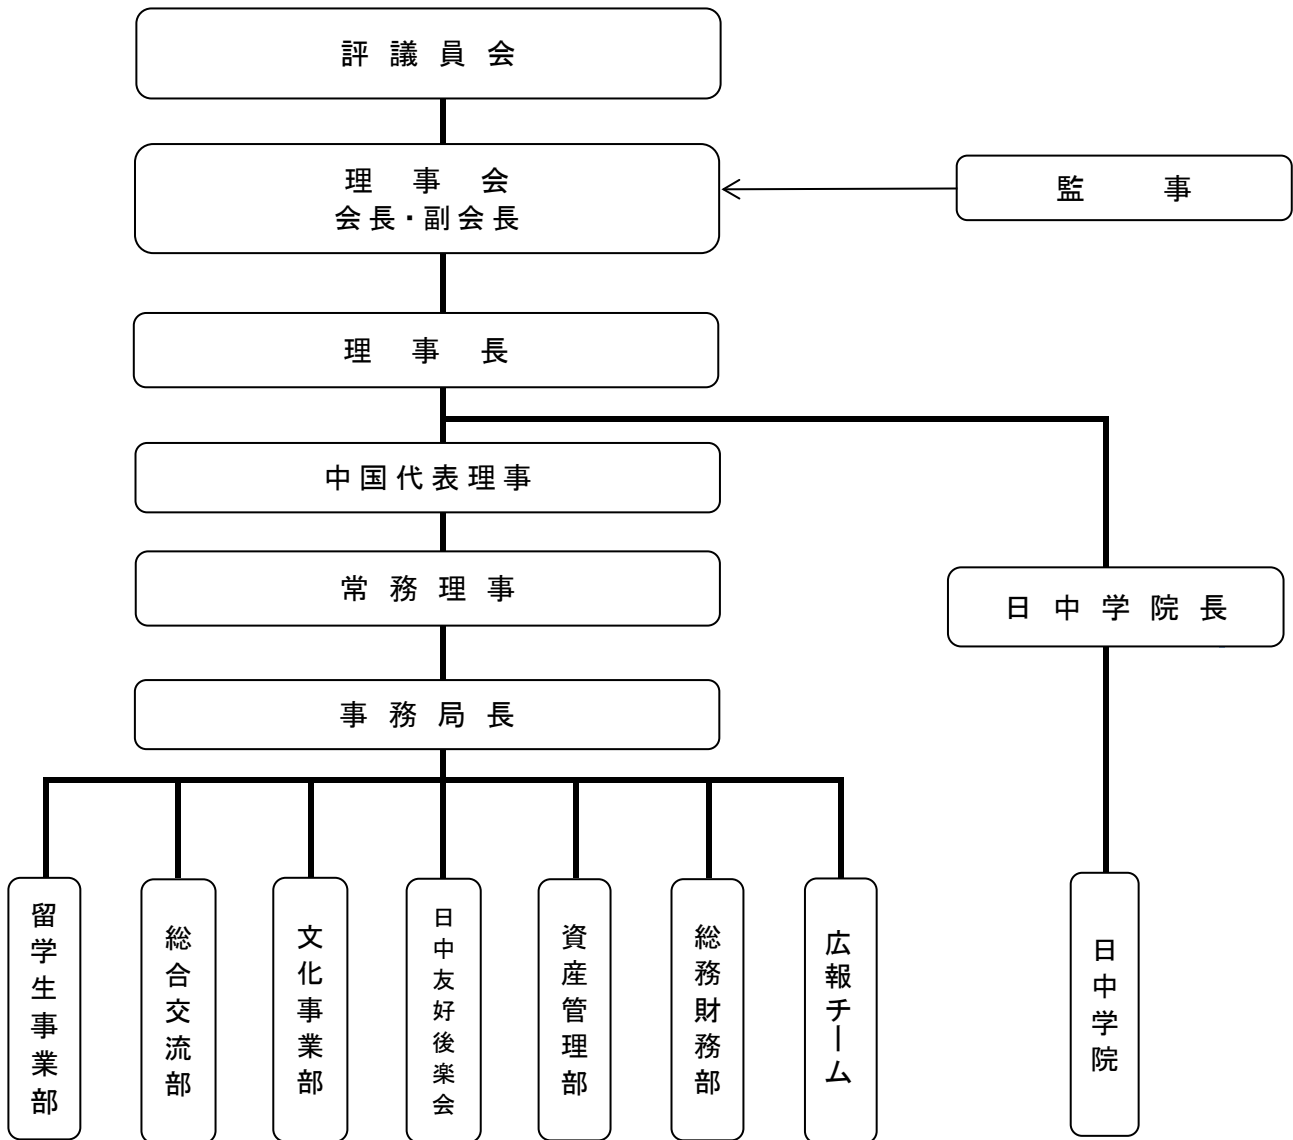 評議員会
理事会
会長・副会長
監事
理事長
中国代表理事
常務理事
日中学院長
事務局長
留学生事業部
総合交流部
文化事業部
日中友好後楽会
資産管理部
総務財務部
広報チーム
日中学院